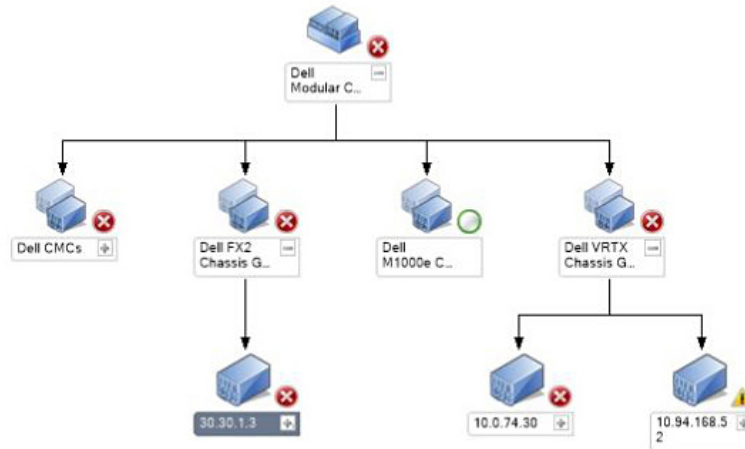 Dell
Modular C...
Dell CMCs
Dell FX2
Chassis G...
Dell
M1000e C...
Dell VRTX
Chassis G...
30.30.1.3
10.0.74.30
10.94.168.5
2